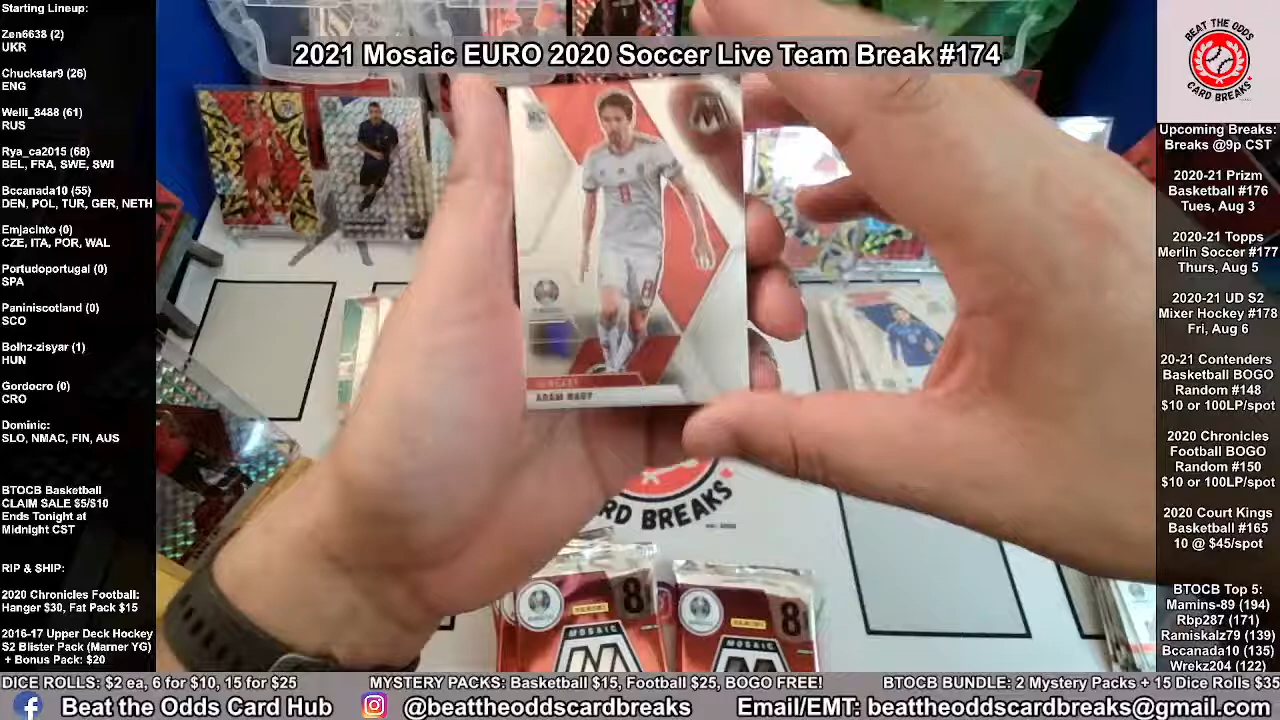 2021 Mosaic EURO 2020 Soccer Live Team Break #174
Starting Lineup:
Zen6638 (2)
UKR
Chuckstar9 (26)
ENG
Welli_8488 (61)
RUS
Rya_ca2015 (68)
BEL, FRA, SWE, SWI
Bccanada10 (55)
DEN, POL, TUR, GER, NETH
Emjacinto (0)
CZE, ITA, POR, WAL
Portudoportugal (0)
SPA
Paniniscotland (0)
SCO
Bolhz-zisyar (1)
HUN
Gordocro (0)
CRO
Dominic:
SLO, NMAC, FIN, AUS
BTOCB Basketball
CLAIM SALE $5/$10
Ends Tonight at
Midnight CST
RIP & $HIP:
2020 Chronicles Football:
Hanger $30, Fat Pack $15
2016-17 Upper Deck Hockey
S2 Blaster Pack (Marner YG)
+ Bonus Pack: $20
HUNGARY
ADAM NAGY
8
RD BREAKS
PANINI
8
MOSAIC
PANINI
8
MOSAIC
BEAT THE ODDS
CARD BREAKS
Upcoming Breaks:
Breaks @9p CST
2020-21 Prizm
Basketball #176
Tues, Aug 3
2020-21 Topps
Merlin Soccer #177
Thurs, Aug 5
2020-21 UD S2
Mixer Hockey #178
Fri, Aug 6
20-21 Contenders
Basketball BOGO
Random #148
$10 or 100LP/spot
2020 Chronicles
Football BOGO
Random #150
$10 or 100LP/spot
2020 Court Kings
Basketball #165
10 @ $45/spot
BTOCB Top 5:
Mamins-89 (194)
Rbp287 (171)
Ramiskalz79 (139)
Bccanada10 (135)
Wrekz204 (122)
DICE ROLLS: $2 ea, 6 for $10, 15 for $25
MYSTERY PACKS: Basketball $15, Football $25, BOGO FREE!
BTOCB BUNDLE: 2 Mystery Packs + 15 Dice Rolls $35
Beat the Odds Card Hub
@beattheoddscardbreaks
Email/EMT: beattheoddscardbreaks@gmail.com